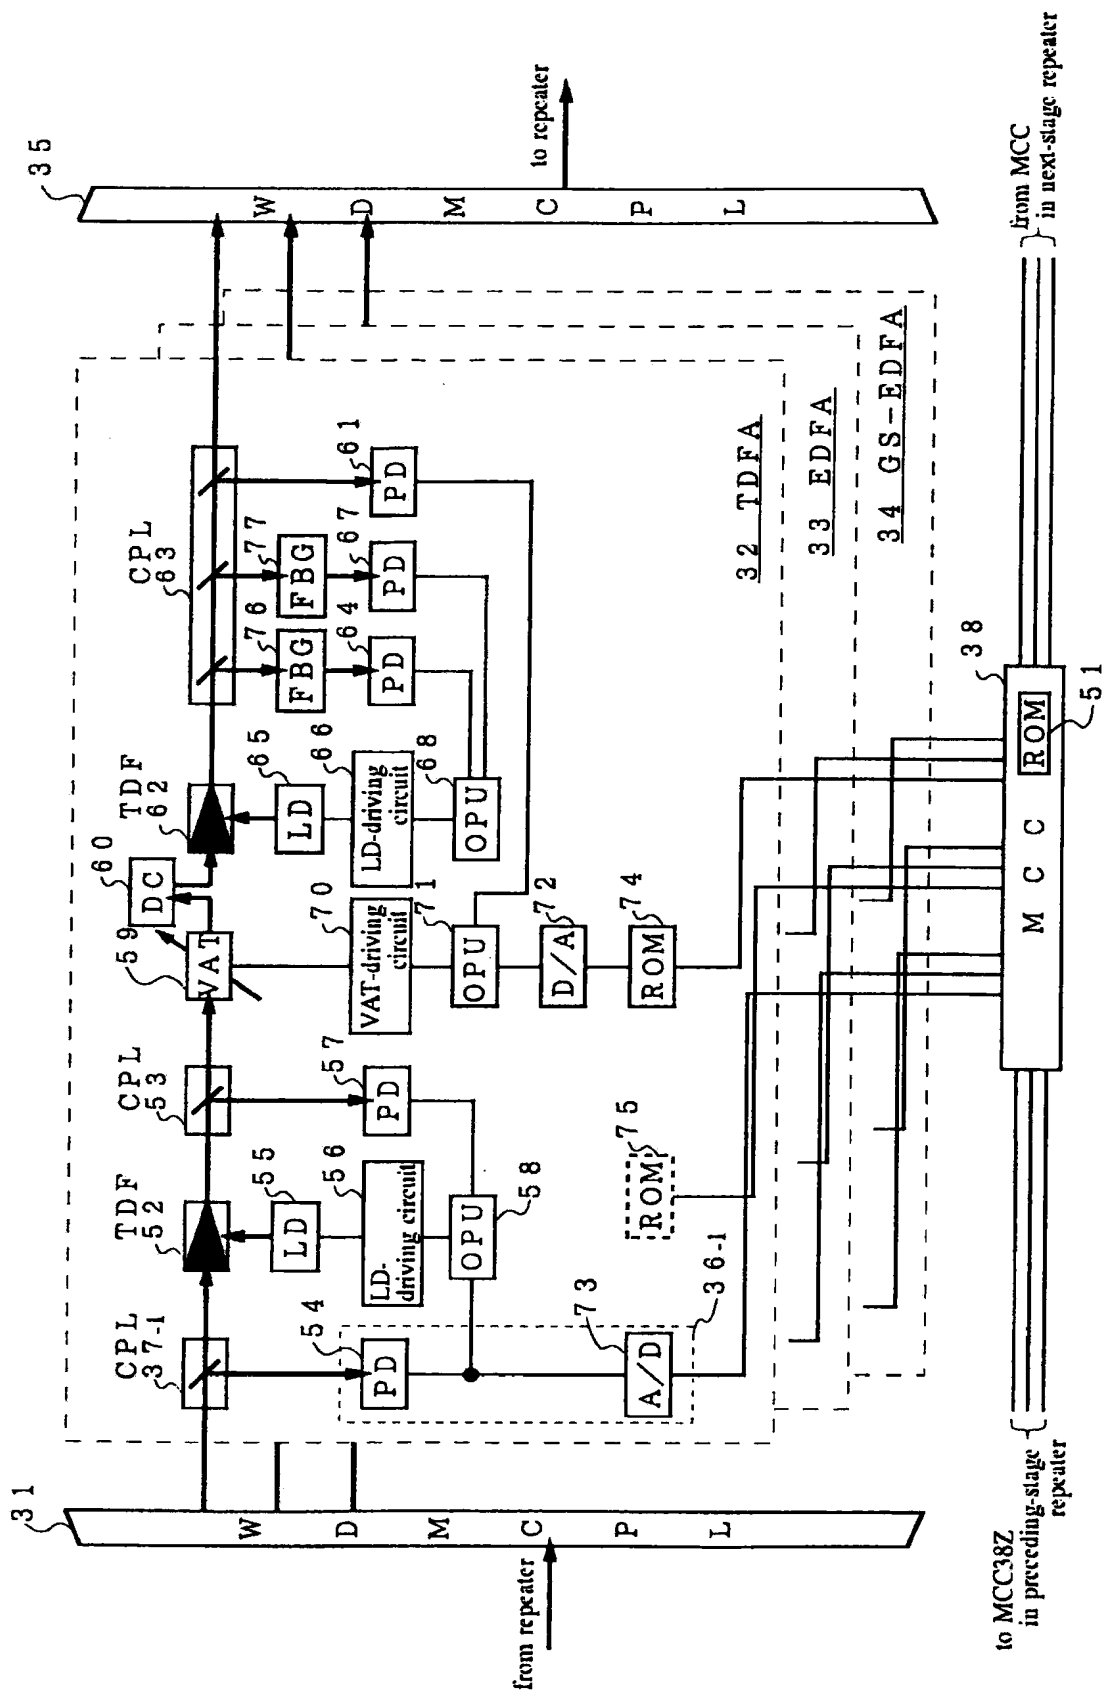 31
WDMCPL
from repeater
CPL
37-1
TDF
52
CPL
53
VAT
59
DC
60
TDF
62
CPL
63
35
WDMCPL
to repeater
LD
55
LD-
driving circuit
56
PD
54
PD
57
OPU
58
LD
65
LD-driving
circuit
66
OPU
68
FBG
76
FBG
77
PD
64
PD
67
PD
61
VAT-driving
circuit
70
OPU
71
D/A
72
ROM
74
ROM
75
A/D
73
36-1
32 TDFA
33 EDFA
34 GS-EDFA
MCC
38
ROM
51
to MCC38Z
in preceding-stage
repeater
from MCC
in next-stage repeater